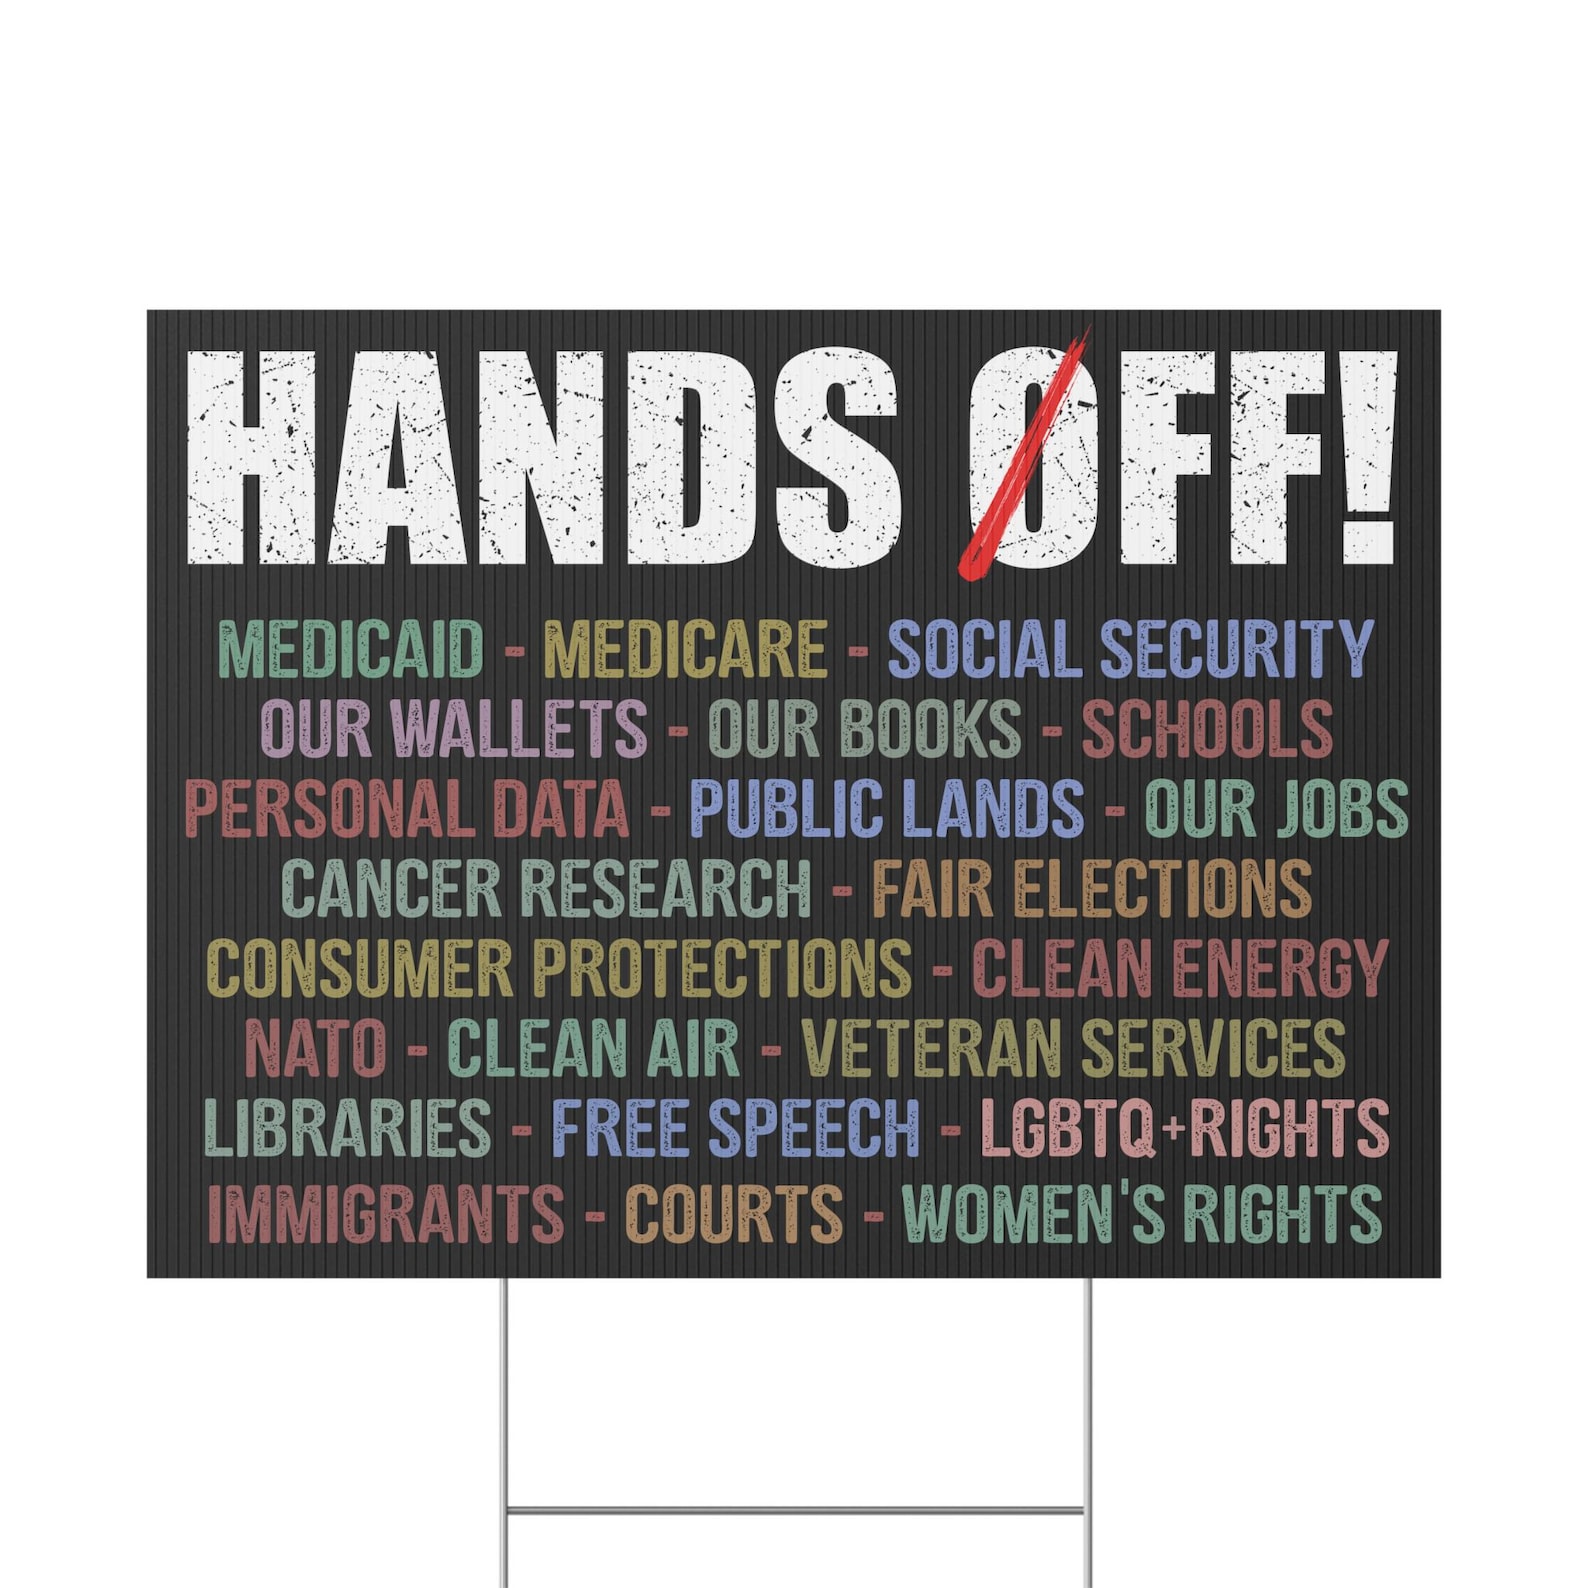 HANDS OFF!
MEDICAID - MEDICARE - SOCIAL SECURITY
OUR WALLETS - OUR BOOKS - SCHOOLS
PERSONAL DATA - PUBLIC LANDS - OUR JOBS
CANCER RESEARCH - FAIR ELECTIONS
CONSUMER PROTECTIONS - CLEAN ENERGY
NATO - CLEAN AIR - VETERAN SERVICES
LIBRARIES - FREE SPEECH - LGBTQ+RIGHTS
IMMIGRANTS - COURTS - WOMEN'S RIGHTS